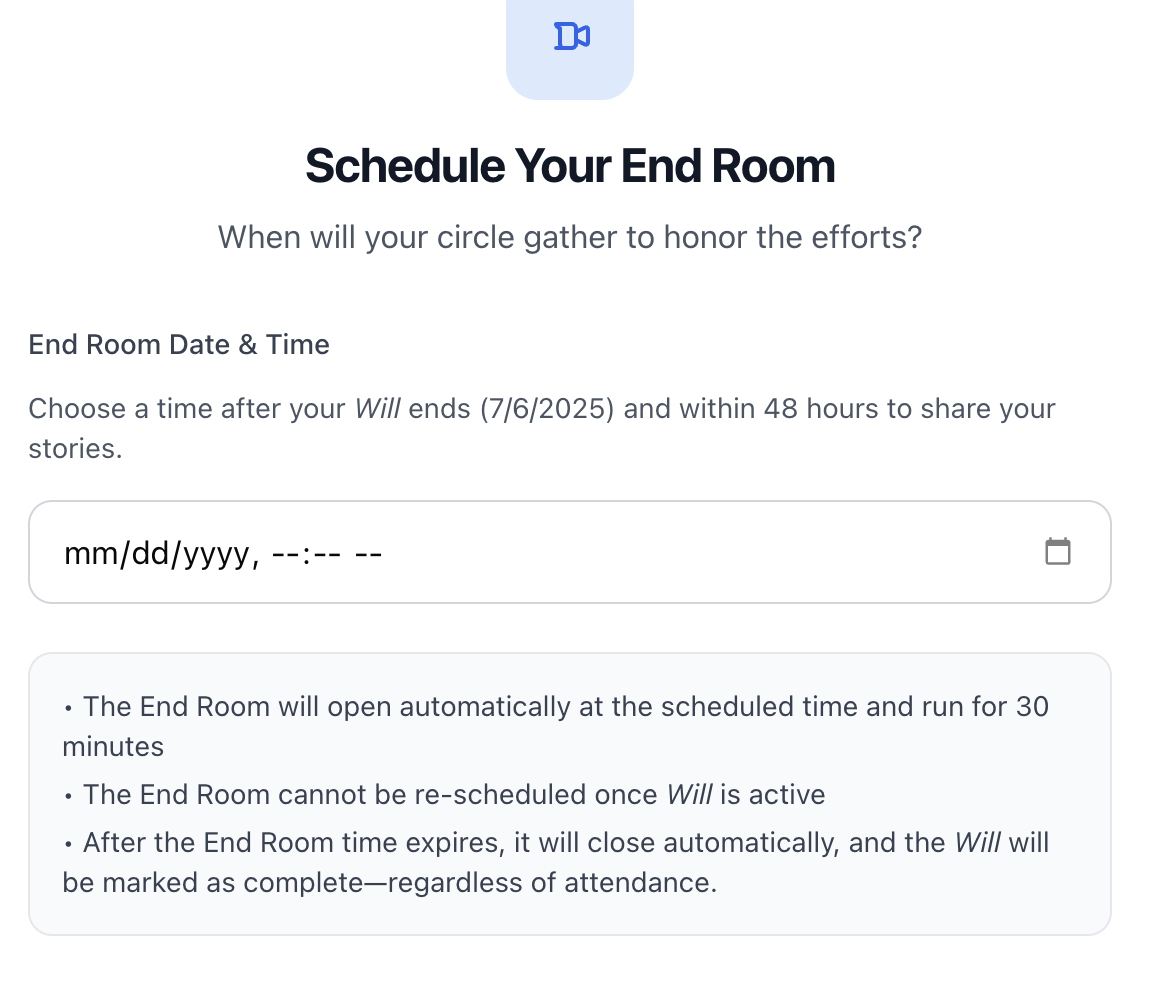 Schedule Your End Room
When will your circle gather to honor the efforts?
End Room Date & Time
Choose a time after your Will ends (7/6/2025) and within 48 hours to share your
stories.
mm/dd/yyyy, --:-- --
• The End Room will open automatically at the scheduled time and run for 30
minutes
• The End Room cannot be re-scheduled once Will is active
• After the End Room time expires, it will close automatically, and the Will will
be marked as complete—regardless of attendance.